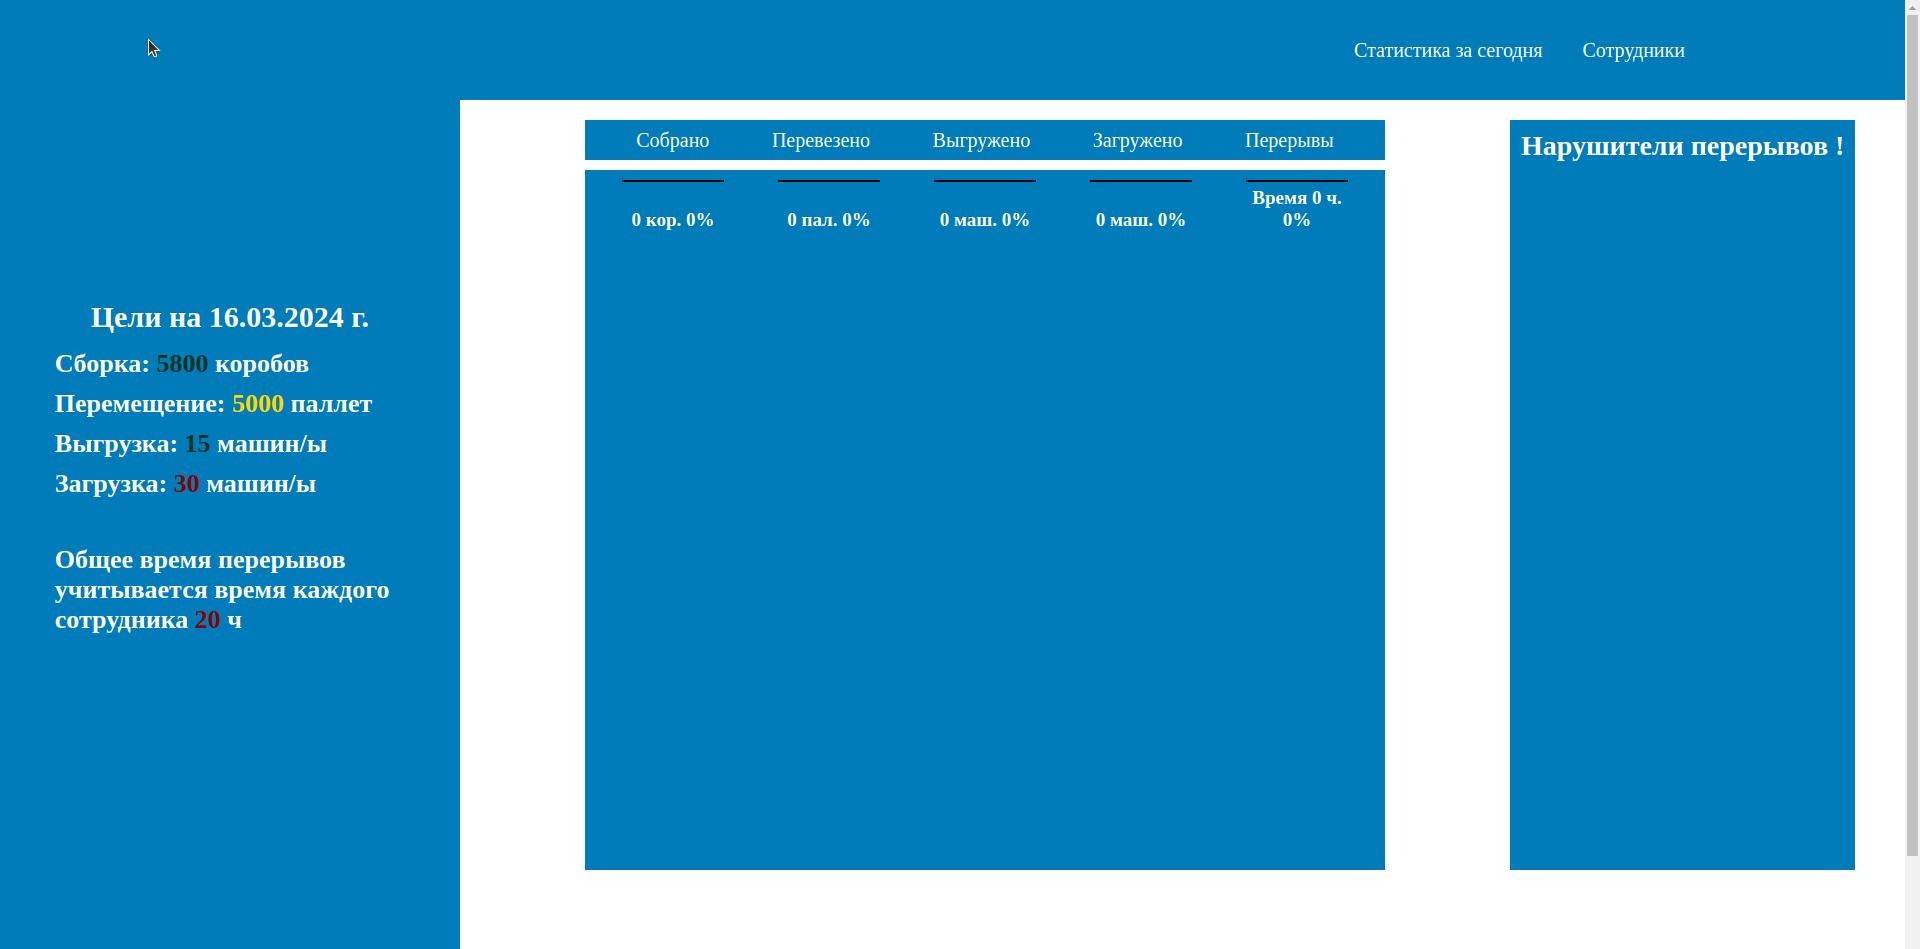 Статистика за сегодня Сотрудники
Цели на 16.03.2024 г.
Сборка: 5800 коробов
Перемещение: 5000 паллет
Выгрузка: 15 машин/ы
Загрузка: 30 машин/ы
Общее время перерывов
учитывается время каждого
сотрудника 20 ч
Собрано Перевезено Выгружено Загружено Перерывы
0 кор. 0%
0 пал. 0%
0 маш. 0%
0 маш. 0%
Время 0 ч.
0%
Нарушители перерывов !